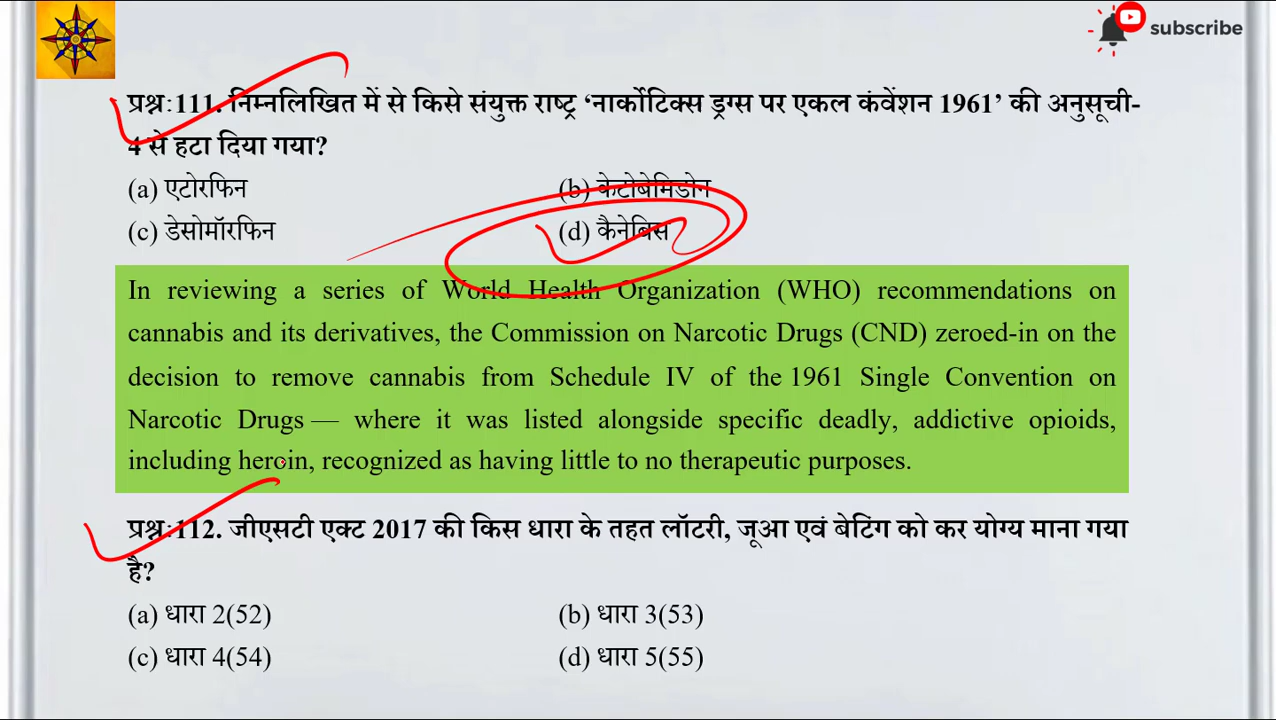 subscribe
प्रश्न:111. निम्नलिखित में से किसे संयुक्त राष्ट्र ‘नार्कोटिक्स ड्रग्स पर एकल कंवेंशन 1961’ की अनुसूची-
4 से हटा दिया गया?
(a) एटोरफिन (b) केटोबेमिडोन
(c) डेसोमॉरफिन (d) कैनेबिस
In reviewing a series of World Health Organization (WHO) recommendations on
cannabis and its derivatives, the Commission on Narcotic Drugs (CND) zeroed-in on the
decision to remove cannabis from Schedule IV of the 1961 Single Convention on
Narcotic Drugs — where it was listed alongside specific deadly, addictive opioids,
including heroin, recognized as having little to no therapeutic purposes.
प्रश्न:112. जीएसटी एक्ट 2017 की किस धारा के तहत लॉटरी, जूआ एवं बेटिंग को कर योग्य माना गया
है?
(a) धारा 2(52) (b) धारा 3(53)
(c) धारा 4(54) (d) धारा 5(55)